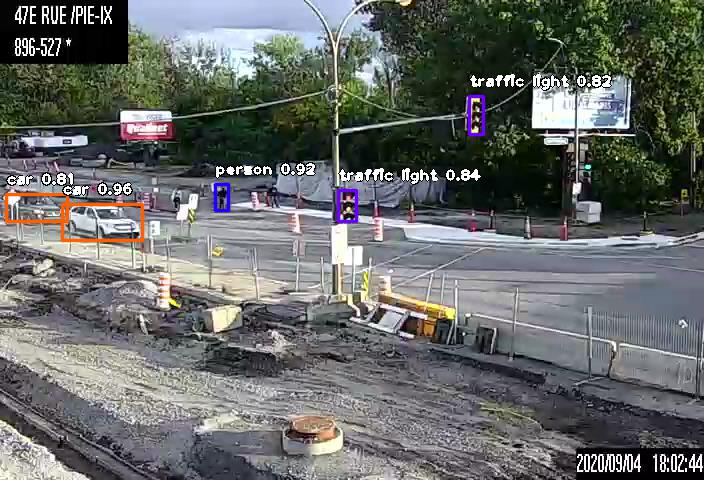 47E RUE /PIE-IX
896-527 *
traffic light 0.82
person 0.92
traffic light 0.84
car 0.81
car 0.96
2020/09/04 18:02:44